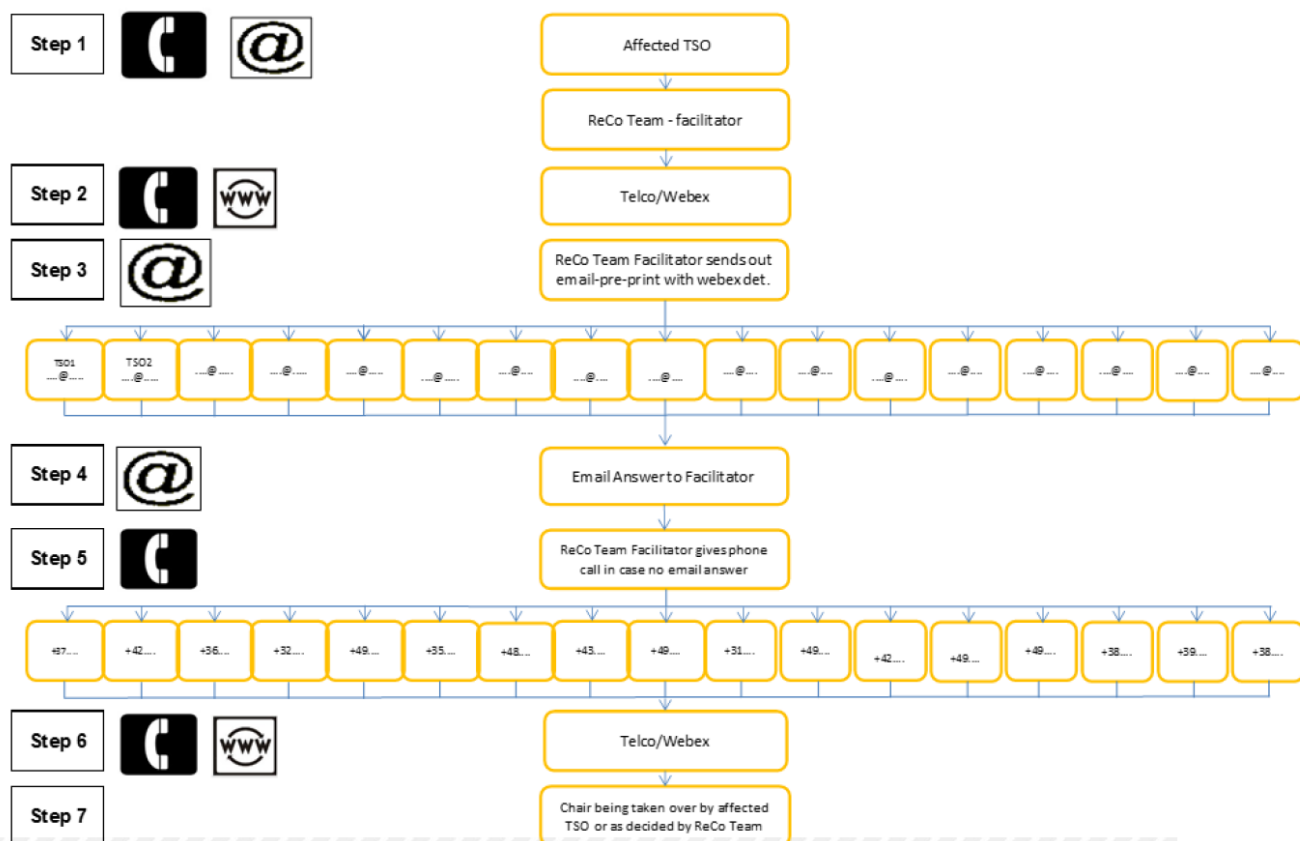 Step 1
@
Affected TSO
ReCo Team - facilitator
Step 2
WWW
Telco/Webex
Step 3
@
ReCo Team Facilitator sends out
email-pre-print with webex det.
TSO1
....@.....
TSO2
....@.....
....@.....
....@.....
....@.....
....@.....
....@....
....@....
....@....
....@....
....@....
....@....
....@....
....@....
....@....
....@....
....@....
Step 4
@
Email Answer to Facilitator
Step 5
ReCo Team Facilitator gives phone
call in case no email answer
+37....
+42....
+36....
+32....
+49....
+35....
+48....
+43....
+49....
+31....
+49....
+42....
+49....
+49....
+38....
+39....
+38....
Step 6
WWW
Telco/Webex
Step 7
Chair being taken over by affected
TSO or as decided by ReCo Team